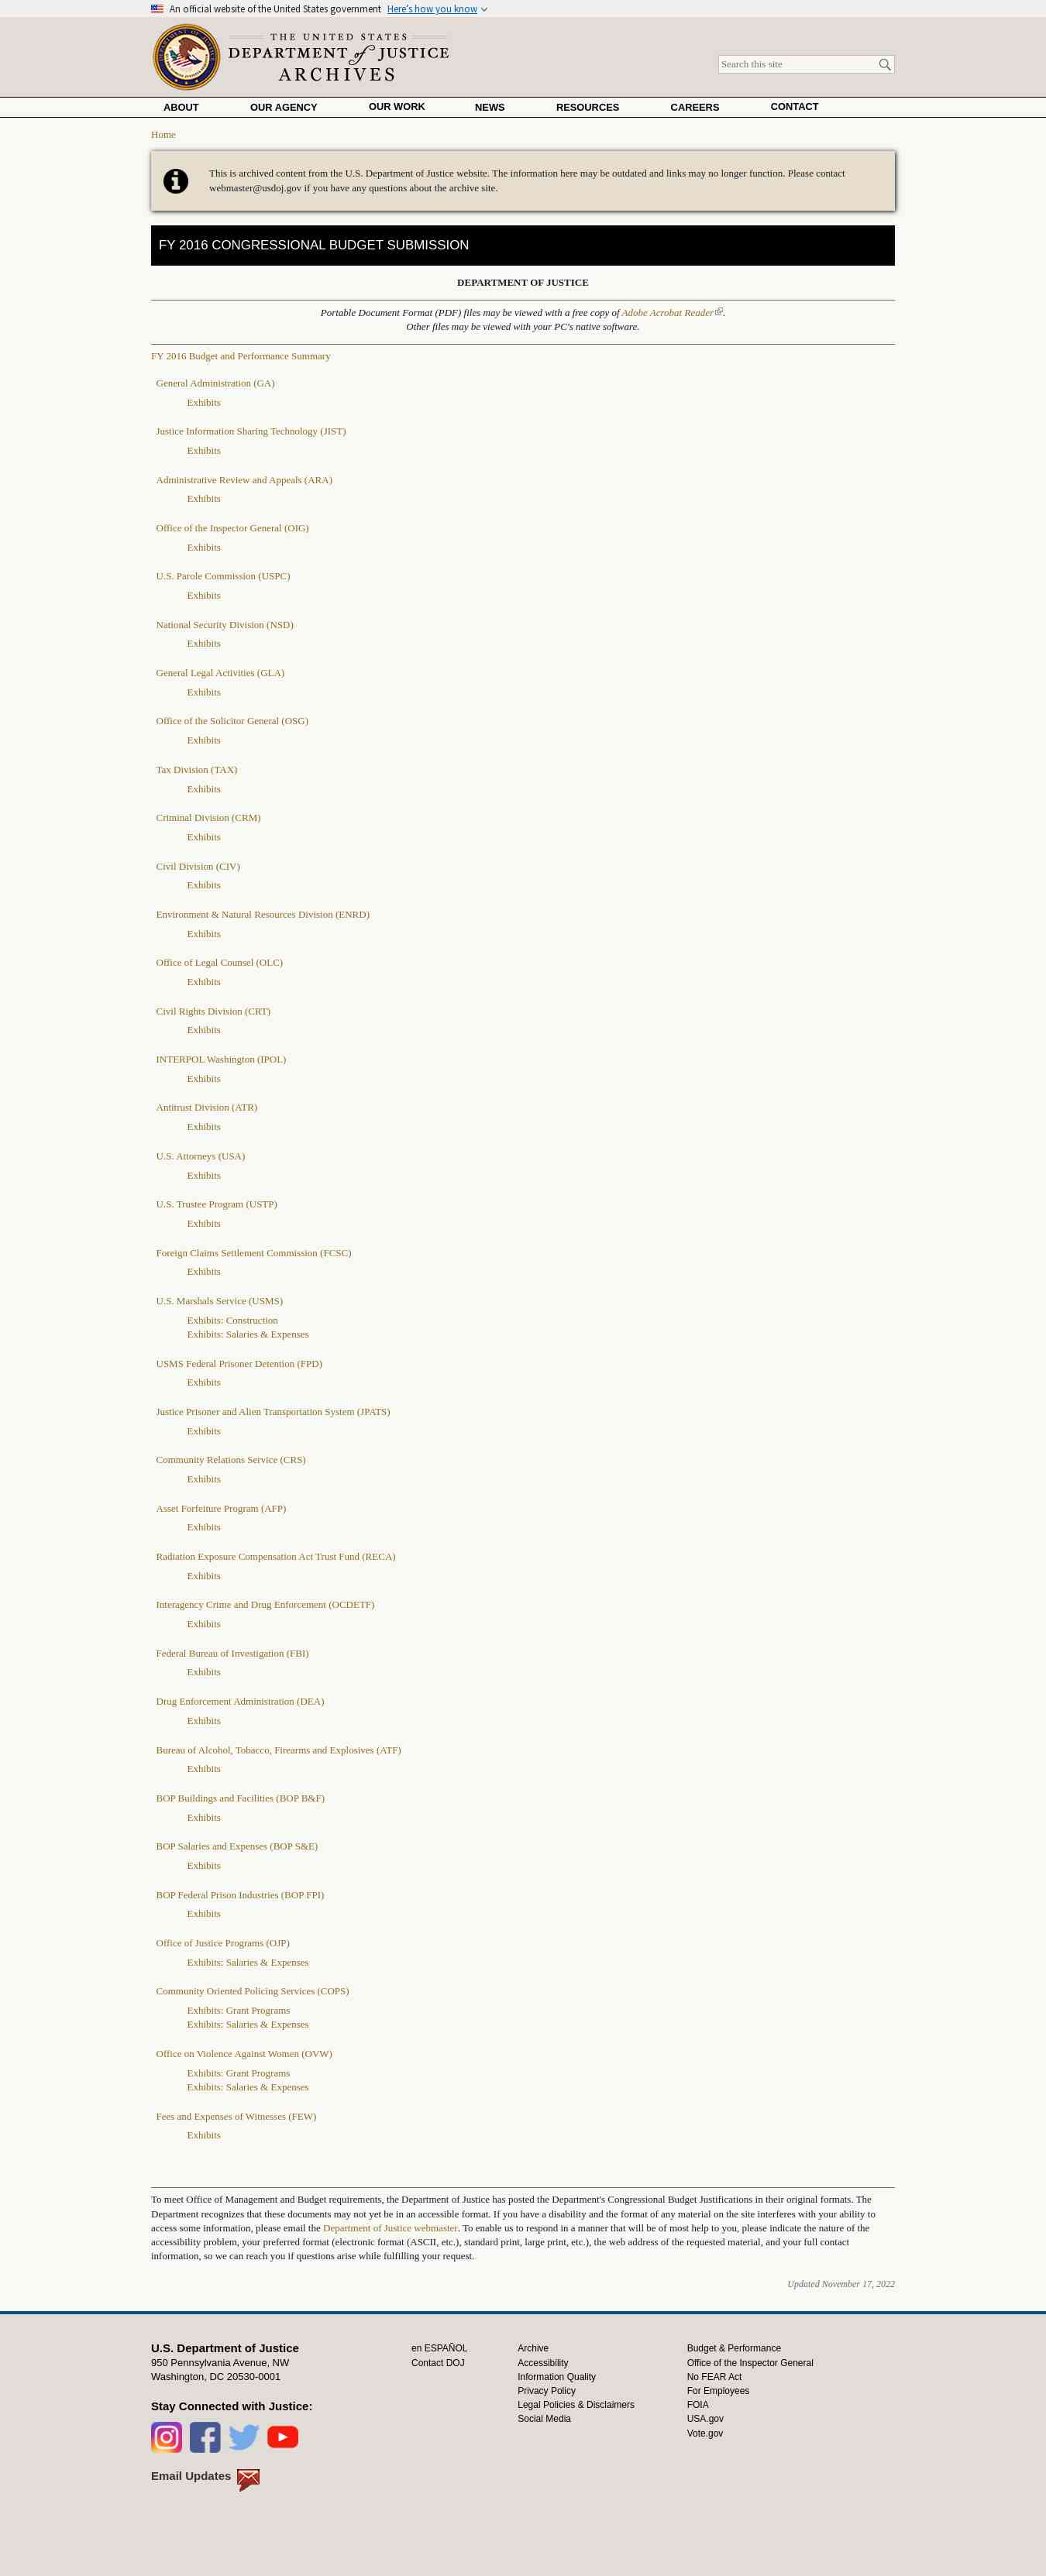 An official website of the United States government Here's how you know
THE UNITED STATES
DEPARTMENT of JUSTICE
ARCHIVES
Search this site
ABOUT OUR AGENCY OUR WORK NEWS RESOURCES CAREERS CONTACT
Home
This is archived content from the U.S. Department of Justice website. The information here may be outdated and links may no longer function. Please contact
webmaster@usdoj.gov if you have any questions about the archive site.
FY 2016 CONGRESSIONAL BUDGET SUBMISSION
DEPARTMENT OF JUSTICE
Portable Document Format (PDF) files may be viewed with a free copy of Adobe Acrobat Reader.
Other files may be viewed with your PC's native software.
FY 2016 Budget and Performance Summary
General Administration (GA)
Exhibits
Justice Information Sharing Technology (JIST)
Exhibits
Administrative Review and Appeals (ARA)
Exhibits
Office of the Inspector General (OIG)
Exhibits
U.S. Parole Commission (USPC)
Exhibits
National Security Division (NSD)
Exhibits
General Legal Activities (GLA)
Exhibits
Office of the Solicitor General (OSG)
Exhibits
Tax Division (TAX)
Exhibits
Criminal Division (CRM)
Exhibits
Civil Division (CIV)
Exhibits
Environment & Natural Resources Division (ENRD)
Exhibits
Office of Legal Counsel (OLC)
Exhibits
Civil Rights Division (CRT)
Exhibits
INTERPOL Washington (IPOL)
Exhibits
Antitrust Division (ATR)
Exhibits
U.S. Attorneys (USA)
Exhibits
U.S. Trustee Program (USTP)
Exhibits
Foreign Claims Settlement Commission (FCSC)
Exhibits
U.S. Marshals Service (USMS)
Exhibits: Construction
Exhibits: Salaries & Expenses
USMS Federal Prisoner Detention (FPD)
Exhibits
Justice Prisoner and Alien Transportation System (JPATS)
Exhibits
Community Relations Service (CRS)
Exhibits
Asset Forfeiture Program (AFP)
Exhibits
Radiation Exposure Compensation Act Trust Fund (RECA)
Exhibits
Interagency Crime and Drug Enforcement (OCDETF)
Exhibits
Federal Bureau of Investigation (FBI)
Exhibits
Drug Enforcement Administration (DEA)
Exhibits
Bureau of Alcohol, Tobacco, Firearms and Explosives (ATF)
Exhibits
BOP Buildings and Facilities (BOP B&F)
Exhibits
BOP Salaries and Expenses (BOP S&E)
Exhibits
BOP Federal Prison Industries (BOP FPI)
Exhibits
Office of Justice Programs (OJP)
Exhibits: Salaries & Expenses
Community Oriented Policing Services (COPS)
Exhibits: Grant Programs
Exhibits: Salaries & Expenses
Office on Violence Against Women (OVW)
Exhibits: Grant Programs
Exhibits: Salaries & Expenses
Fees and Expenses of Witnesses (FEW)
Exhibits
To meet Office of Management and Budget requirements, the Department of Justice has posted the Department's Congressional Budget Justifications in their original formats. The
Department recognizes that these documents may not yet be in an accessible format. If you have a disability and the format of any material on the site interferes with your ability to
access some information, please email the Department of Justice webmaster. To enable us to respond in a manner that will be of most help to you, please indicate the nature of the
accessibility problem, your preferred format (electronic format (ASCII, etc.), standard print, large print, etc.), the web address of the requested material, and your full contact
information, so we can reach you if questions arise while fulfilling your request.
Updated November 17, 2022
U.S. Department of Justice
950 Pennsylvania Avenue, NW
Washington, DC 20530-0001
Stay Connected with Justice:
Email Updates
en ESPAÑOL
Contact DOJ
Archive
Accessibility
Information Quality
Privacy Policy
Legal Policies & Disclaimers
Social Media
Budget & Performance
Office of the Inspector General
No FEAR Act
For Employees
FOIA
USA.gov
Vote.gov